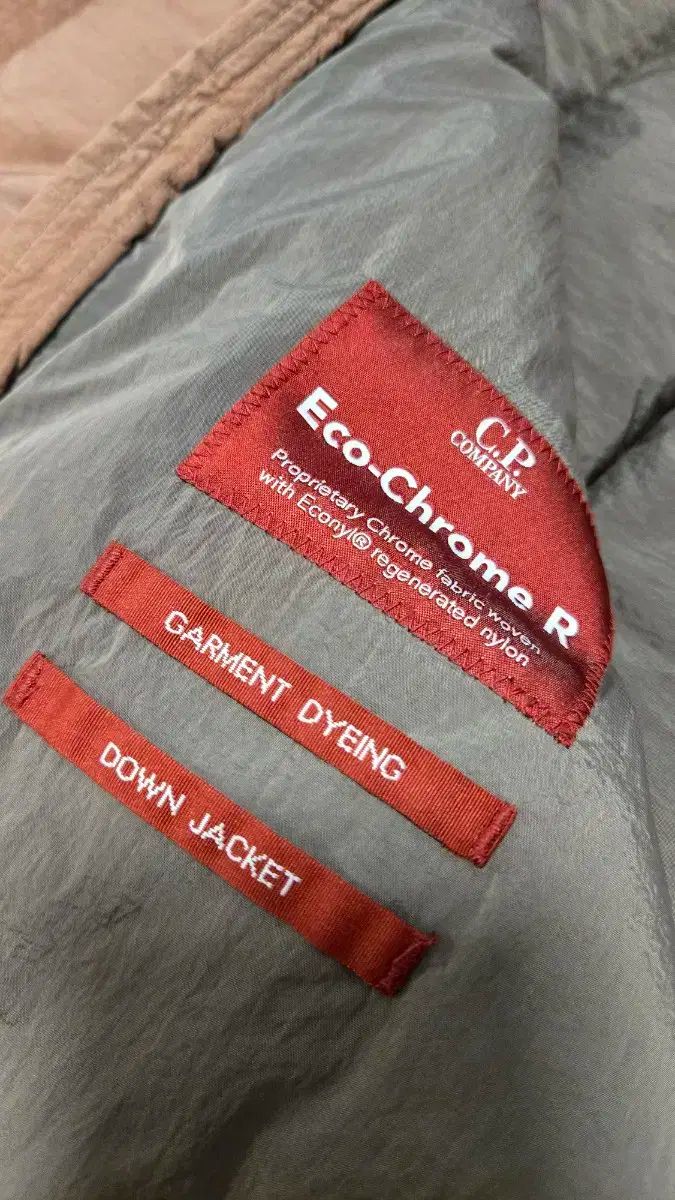 C.P.
COMPANY
Eco-Chrome R
Proprietary Chrome fabric woven
with Econyl® regenerated nylon
GARMENT DYEING
DOWN JACKET